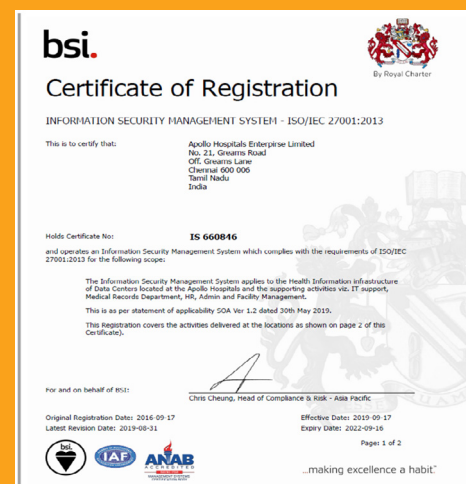 bsi.
By Royal Charter
Certificate of Registration
INFORMATION SECURITY MANAGEMENT SYSTEM - ISO/IEC 27001:2013
This is to certify that:
Apollo Hospitals Enterpirse Limited
No. 21, Greams Road
Off. Greams Lane
Chennai 600 006
Tamil Nadu
India
Holds Certificate No:
IS 660846
and operates an Information Security Management System which complies with the requirements of ISO/IEC
27001:2013 for the following scope:
The Information Security Management System applies to the Health Information infrastructure
of Data Centers located at the Apollo Hospitals and the supporting activities viz. IT support,
Medical Records Department, HR, Admin and Facility Management.
This is as per statement of applicability SOA Ver 1.2 dated 30th May 2019.
This Registration covers the activities delivered at the locations as shown on page 2 of this
Certificate).
For and on behalf of BSI:
Chris Cheung, Head of Compliance & Risk - Asia Pacific
Original Registration Date: 2016-09-17
Effective Date: 2019-09-17
Latest Revision Date: 2019-08-31
Expiry Date: 2022-09-16
Page: 1 of 2
bsi.
IAF
ANAB
ACCREDITED
MANAGEMENT SYSTEMS
CERTIFICATION BODY
...making excellence a habit.™